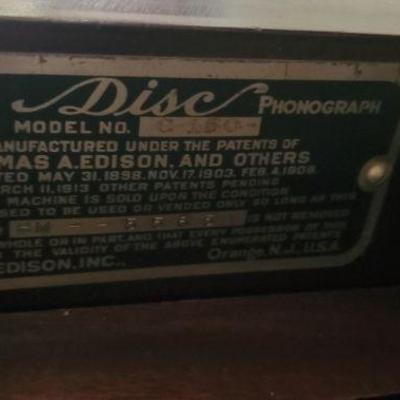 Disc PHONOGRAPH
MODEL NO. C 150
ANUFACTURED UNDER THE PATENTS OF
MAS A. EDISON, AND OTHERS
TED MAY 31.1898. NOV.17.1903. FEB.4.1908.
RCH 11,1913 OTHER PATENTS PENDING
MACHINE IS SOLD UPON THE CONDITION
SED TO BE USED OR VENDED ONLY SO LONG AS THIS
M IS NOT REMOVED
WHOLE OR IN PART, AND THAT EVERY POSSESSOR OF
THE VALIDITY OF THE ABOVE ENUMERATED PATENTS
EDISON, INC., Orange, N.J., U.S.A.